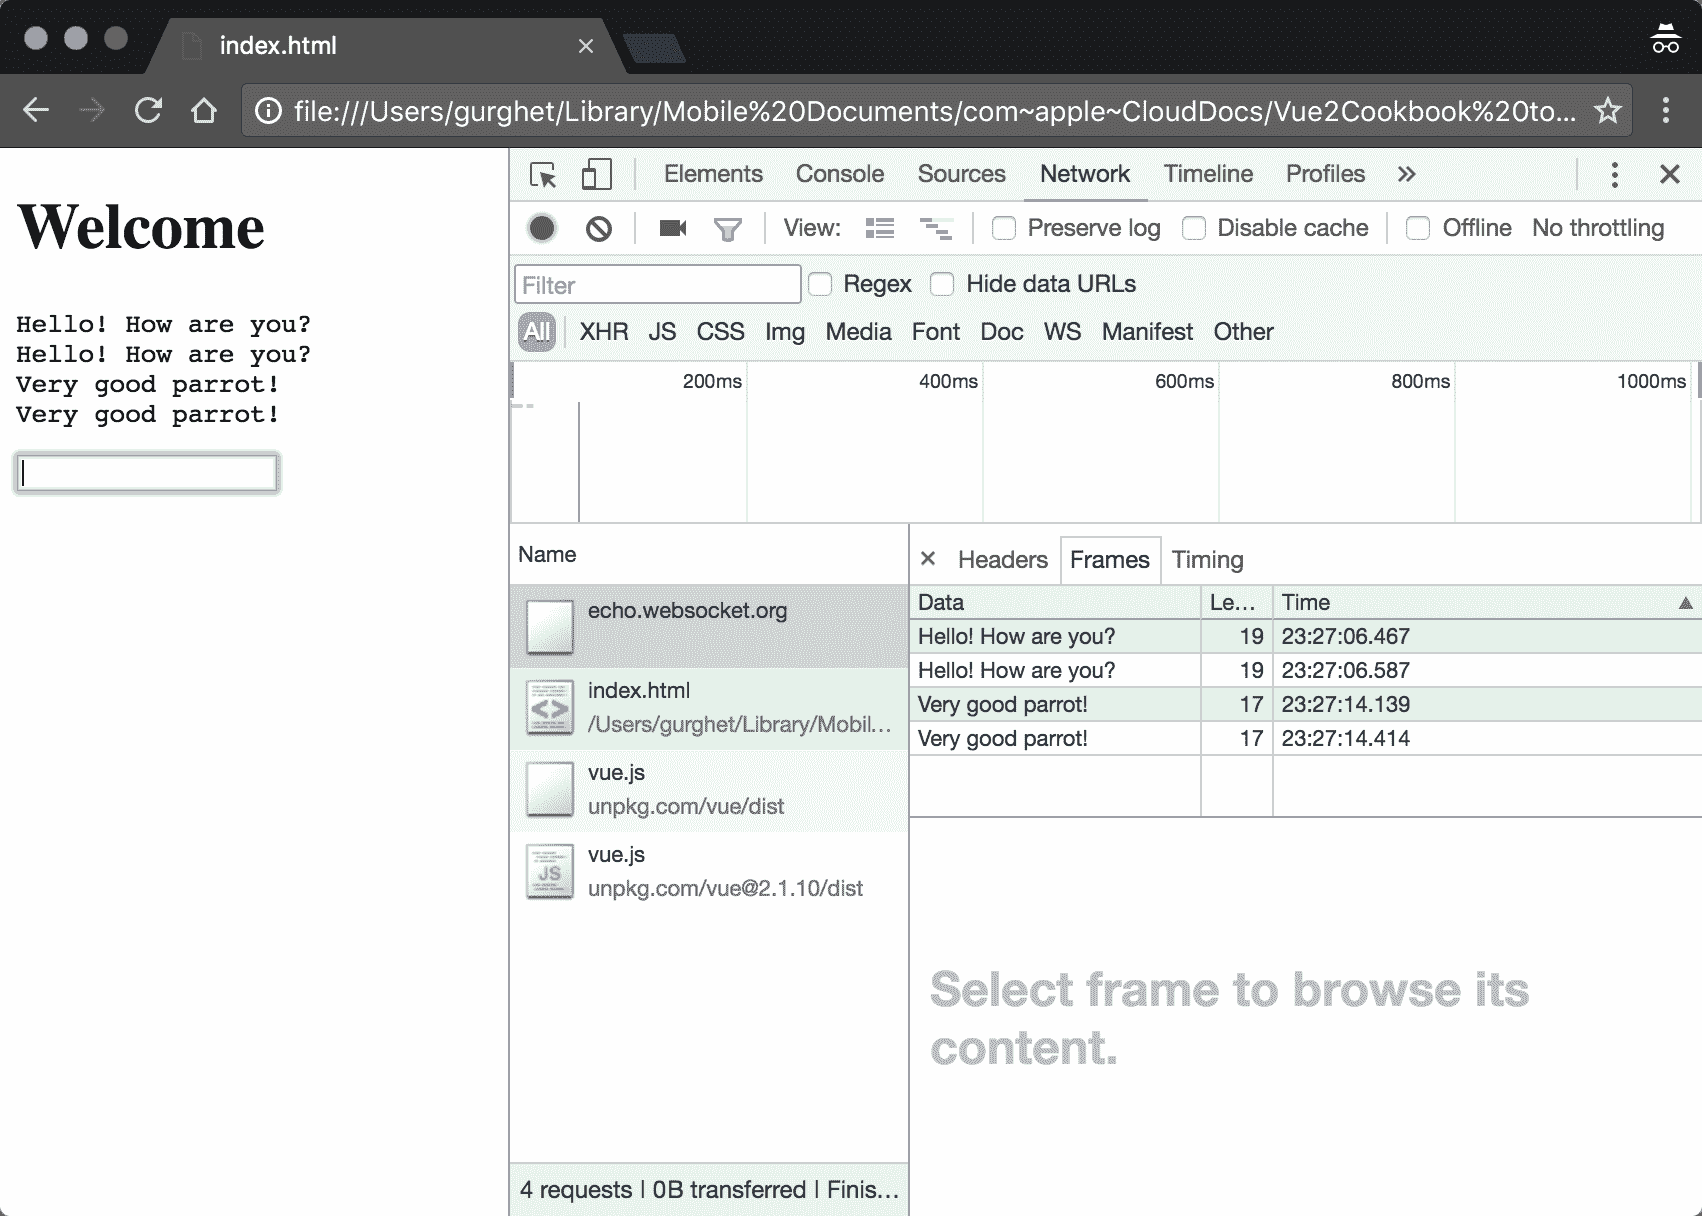 index.html
file:///Users/gurghet/Library/Mobile%20Documents/com~apple~CloudDocs/Vue2Cookbook%20to...
Welcome
Hello! How are you?
Hello! How are you?
Very good parrot!
Very good parrot!
Elements Console Sources Network Timeline Profiles »
View: Preserve log Disable cache Offline No throttling
Filter Regex Hide data URLs
All XHR JS CSS Img Media Font Doc WS Manifest Other
200ms 400ms 600ms 800ms 1000ms
Name
echo.websocket.org
index.html
/Users/gurghet/Library/Mobil...
vue.js
unpkg.com/vue/dist
JS
vue.js
unpkg.com/vue@2.1.10/dist
4 requests | 0B transferred | Finis...
× Headers Frames Timing
Data Le... Time
Hello! How are you? 19 23:27:06.467
Hello! How are you? 19 23:27:06.587
Very good parrot! 17 23:27:14.139
Very good parrot! 17 23:27:14.414
Select frame to browse its
content.